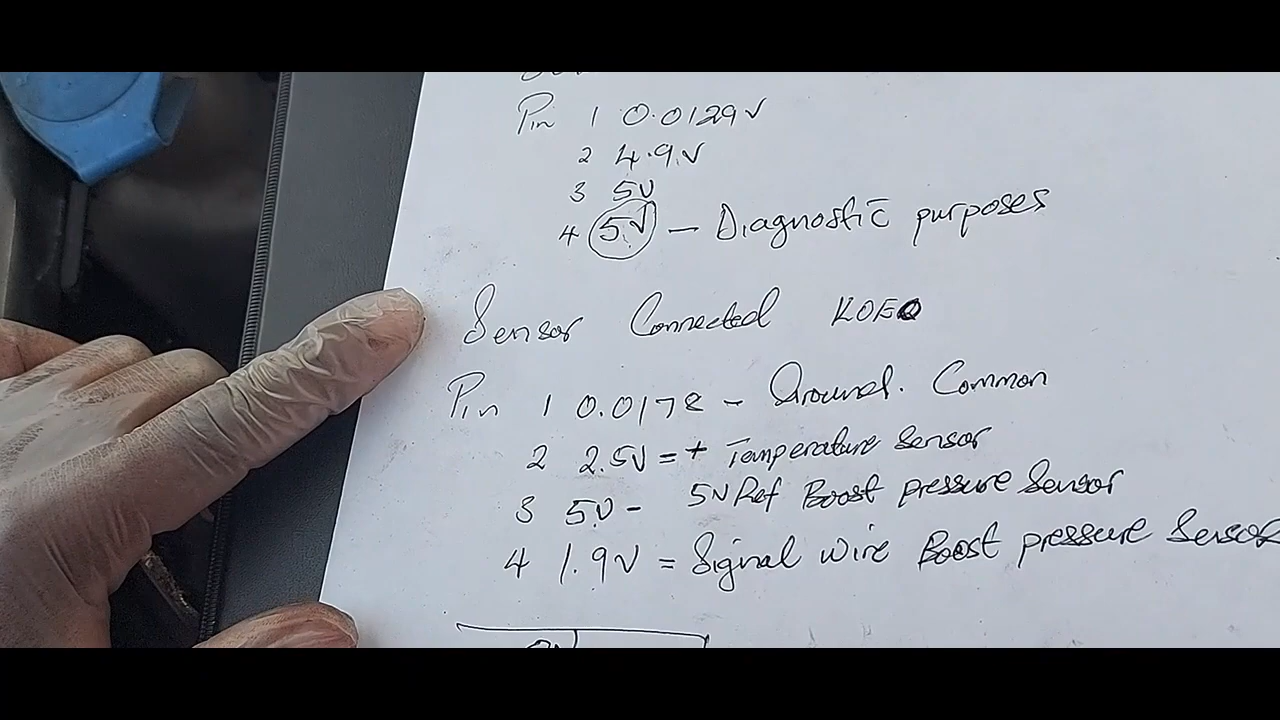 Pin 1 0.0129V
2 4.9V
3 5V
4 5V — Diagnostic purposes
Sensor Connected KOEO
Pin 1 0.0178 - Ground. Common
2 2.5V = + Temperature Sensor
3 5V - 5V Ref Boost pressure Sensor
4 1.9V = Signal wire Boost pressure Sensor